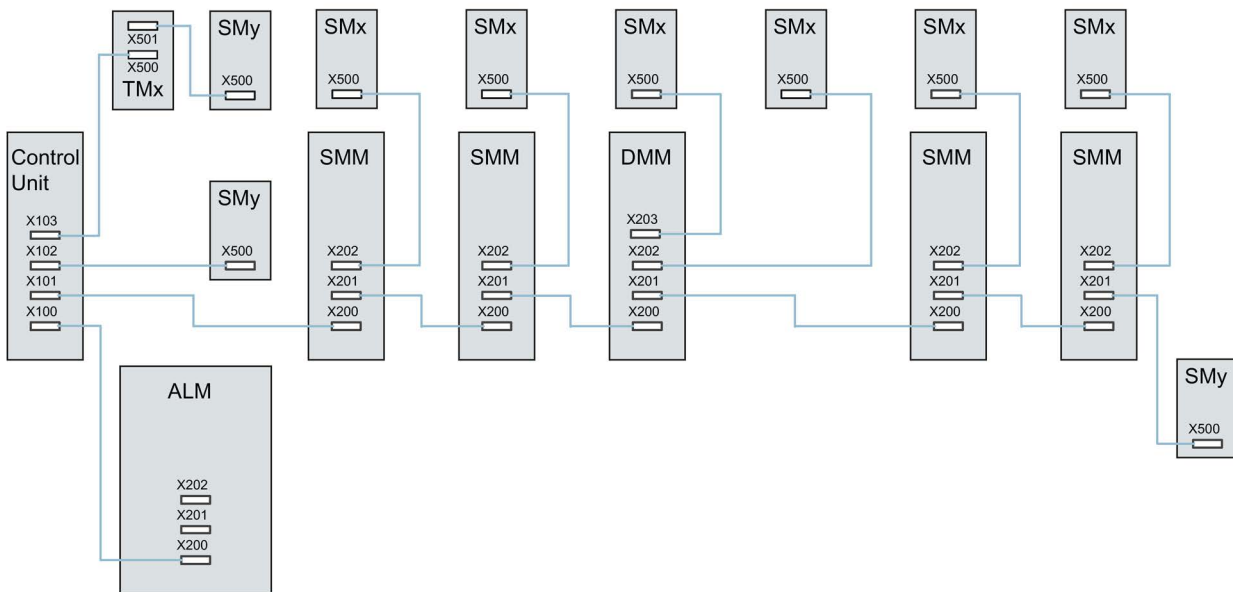 X501
X500
TMx
SMy
X500
SMx
X500
SMx
X500
SMx
X500
SMx
X500
SMx
X500
SMx
X500
Control
Unit
X103
X102
X101
X100
SMy
X500
SMM
X202
X201
X200
SMM
X202
X201
X200
DMM
X203
X202
X201
X200
SMM
X202
X201
X200
SMM
X202
X201
X200
SMy
X500
ALM
X202
X201
X200